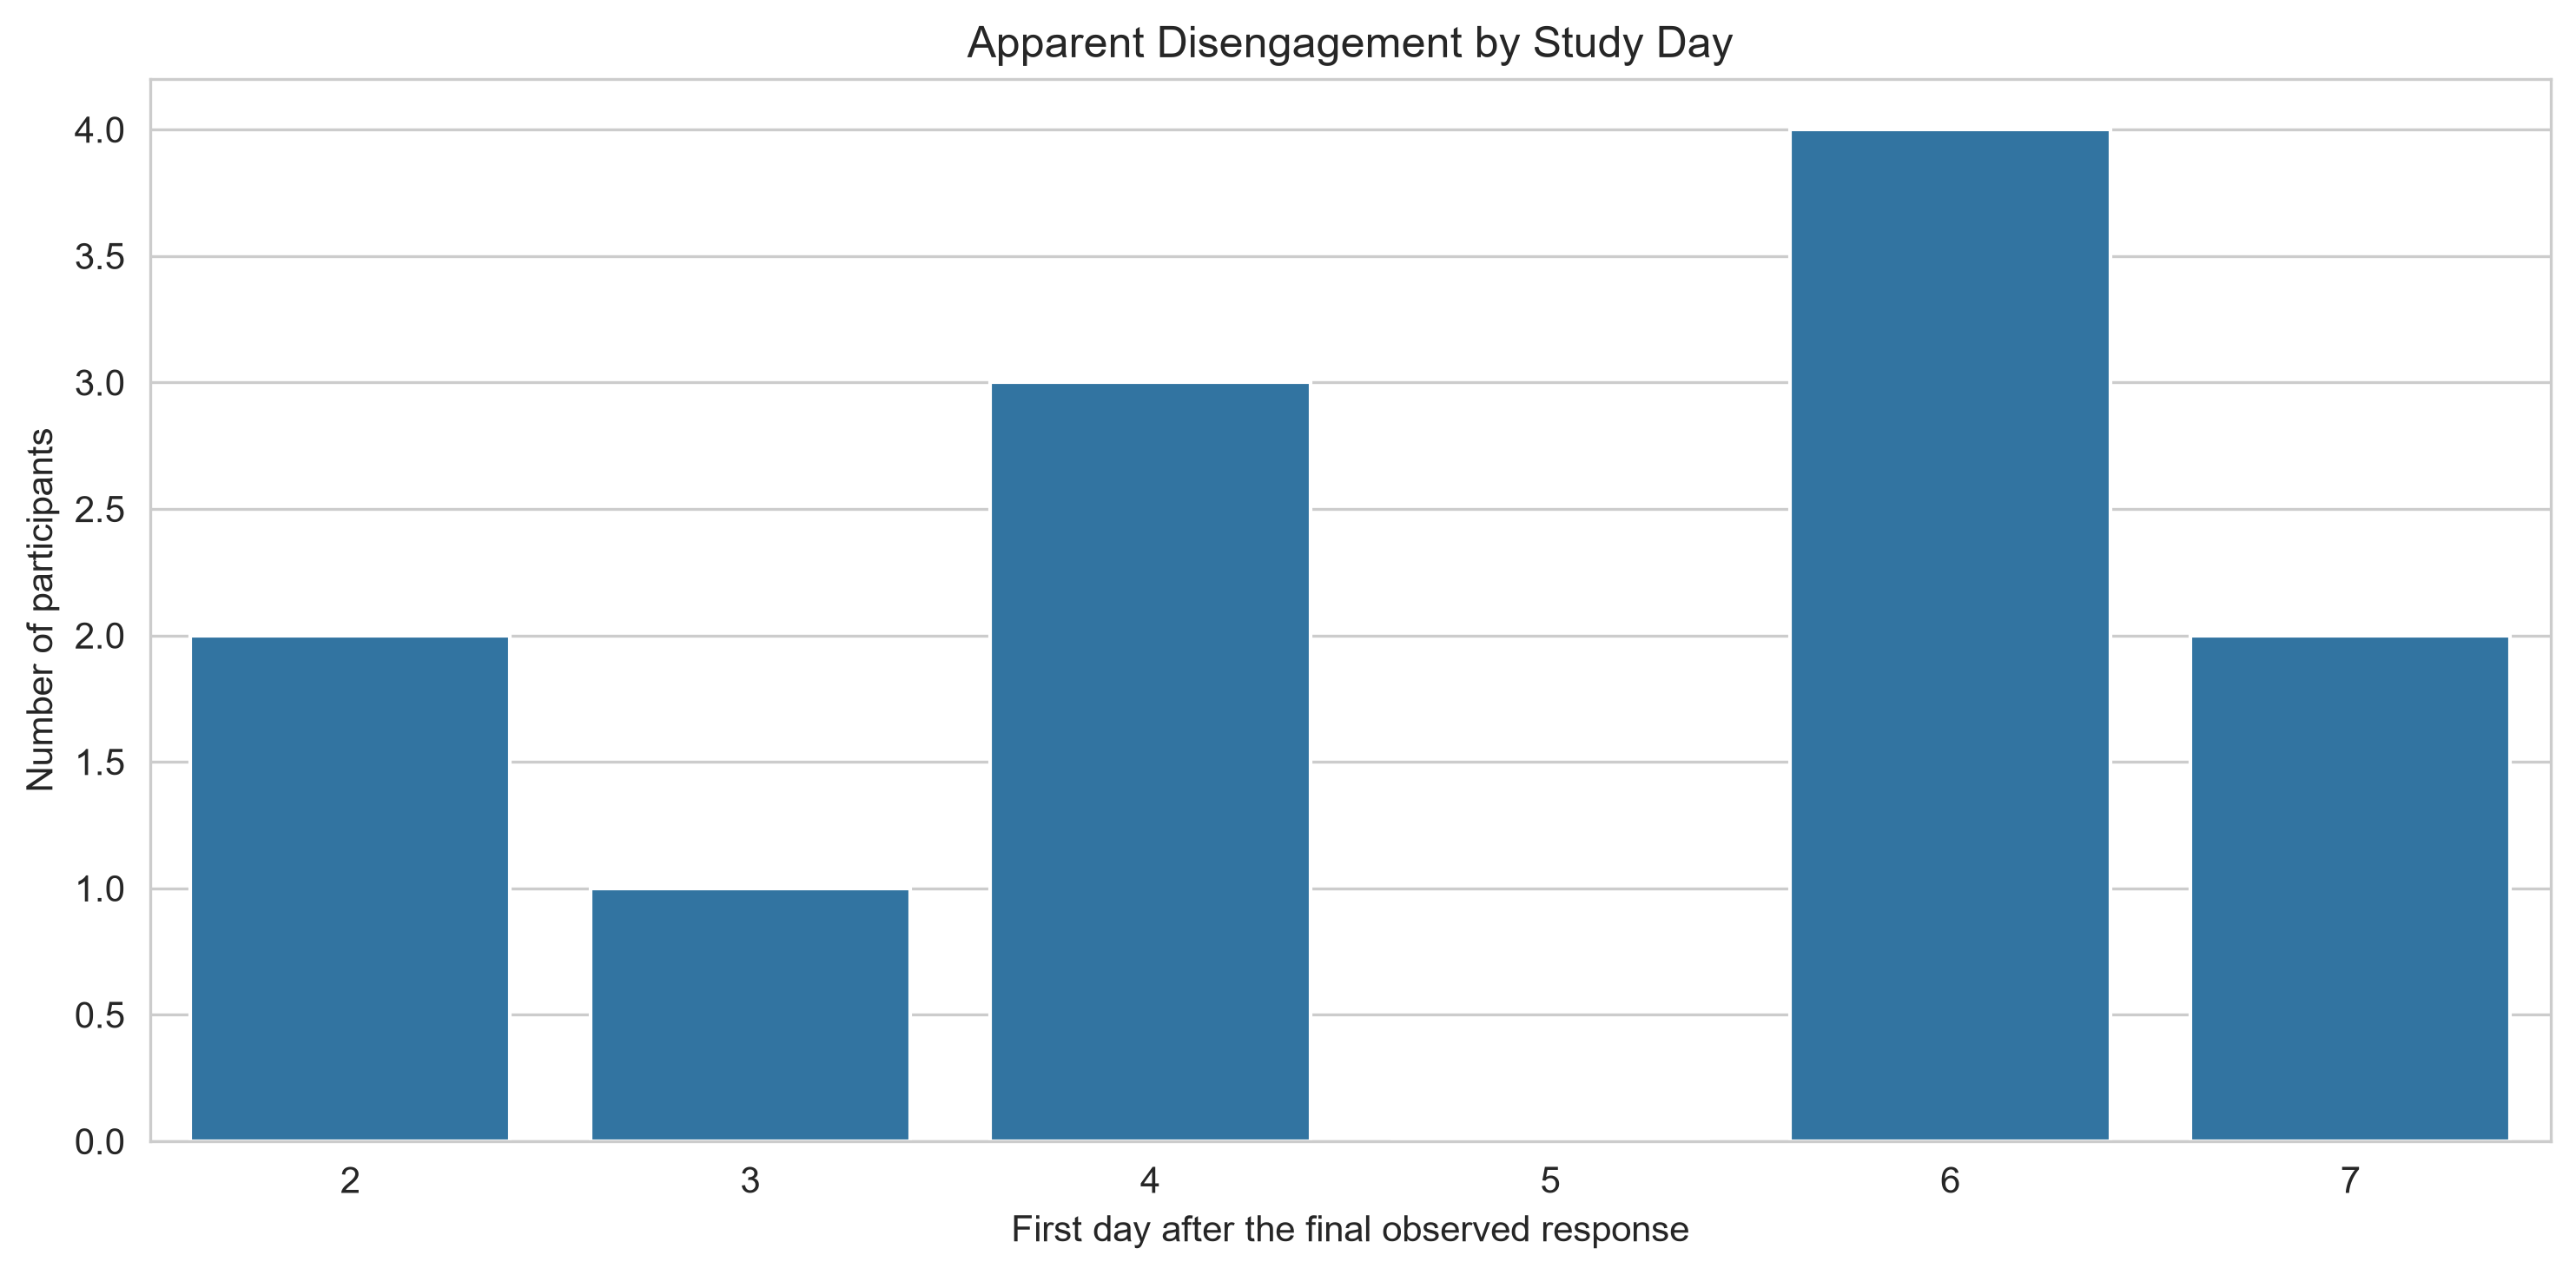 Apparent Disengagement by Study Day
Number of participants
4.0
3.5
3.0
2.5
2.0
1.5
1.0
0.5
0.0
2 3 4 5 6 7
First day after the final observed response